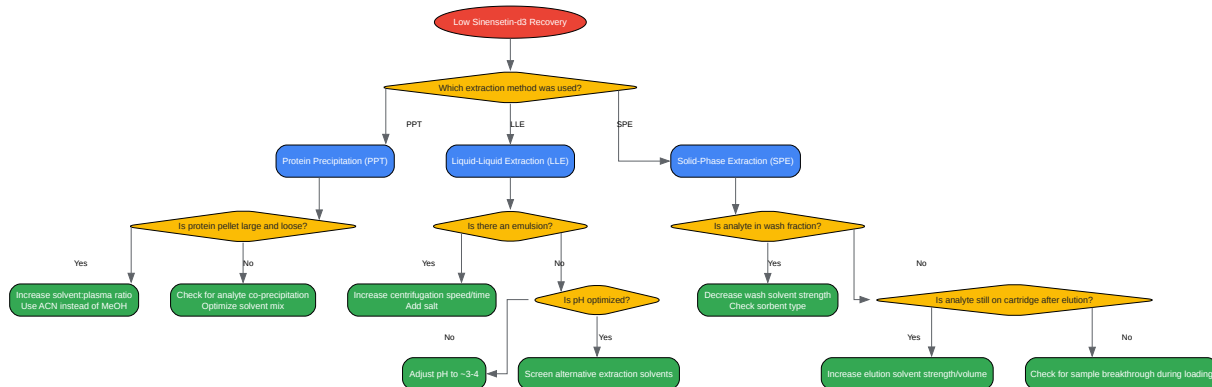 Low Sinensetin-d3 Recovery
Which extraction method was used?
PPT
LLE
SPE
Protein Precipitation (PPT)
Liquid-Liquid Extraction (LLE)
Solid-Phase Extraction (SPE)
Is protein pellet large and loose?
Is there an emulsion?
Is analyte in wash fraction?
Yes
No
Yes
No
Yes
No
Increase solvent:plasma ratio
Use ACN instead of MeOH
Check for analyte co-precipitation
Optimize solvent mix
Increase centrifugation speed/time
Add salt
Is pH optimized?
Decrease wash solvent strength
Check sorbent type
Is analyte still on cartridge after elution?
No
Yes
Yes
No
Adjust pH to ~3-4
Screen alternative extraction solvents
Increase elution solvent strength/volume
Check for sample breakthrough during loading